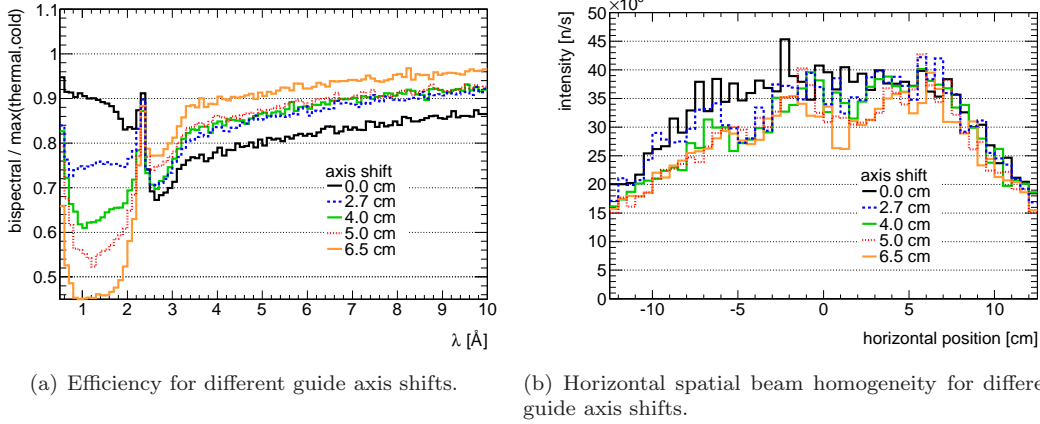 bispectral / max(thermal,cold)
1.1
1
0.9
0.8
0.7
0.6
0.5
axis shift
0.0 cm
2.7 cm
4.0 cm
5.0 cm
6.5 cm
1 2 3 4 5 6 7 8 9 10
λ [Å]
(a) Efficiency for different guide axis shifts.
intensity [n/s]
50
45
40
35
30
25
20
15
10
5
0
axis shift
0.0 cm
2.7 cm
4.0 cm
5.0 cm
6.5 cm
-10 -5 0 5 10
horizontal position [cm]
(b) Horizontal spatial beam homogeneity for differe
guide axis shifts.